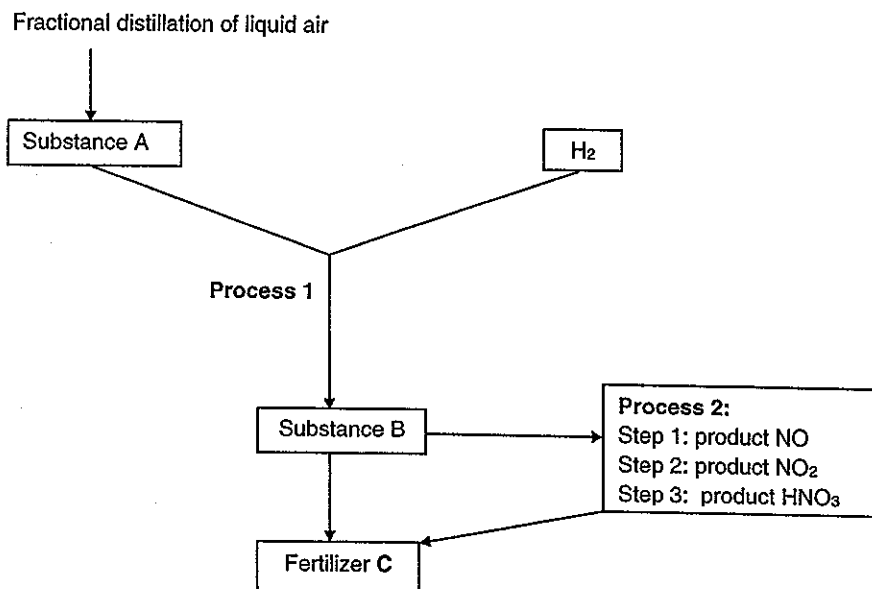 Fractional distillation of liquid air
Substance A
H₂
Process 1
Substance B
Process 2:
Step 1: product NO
Step 2: product NO₂
Step 3: product HNO₃
Fertilizer C